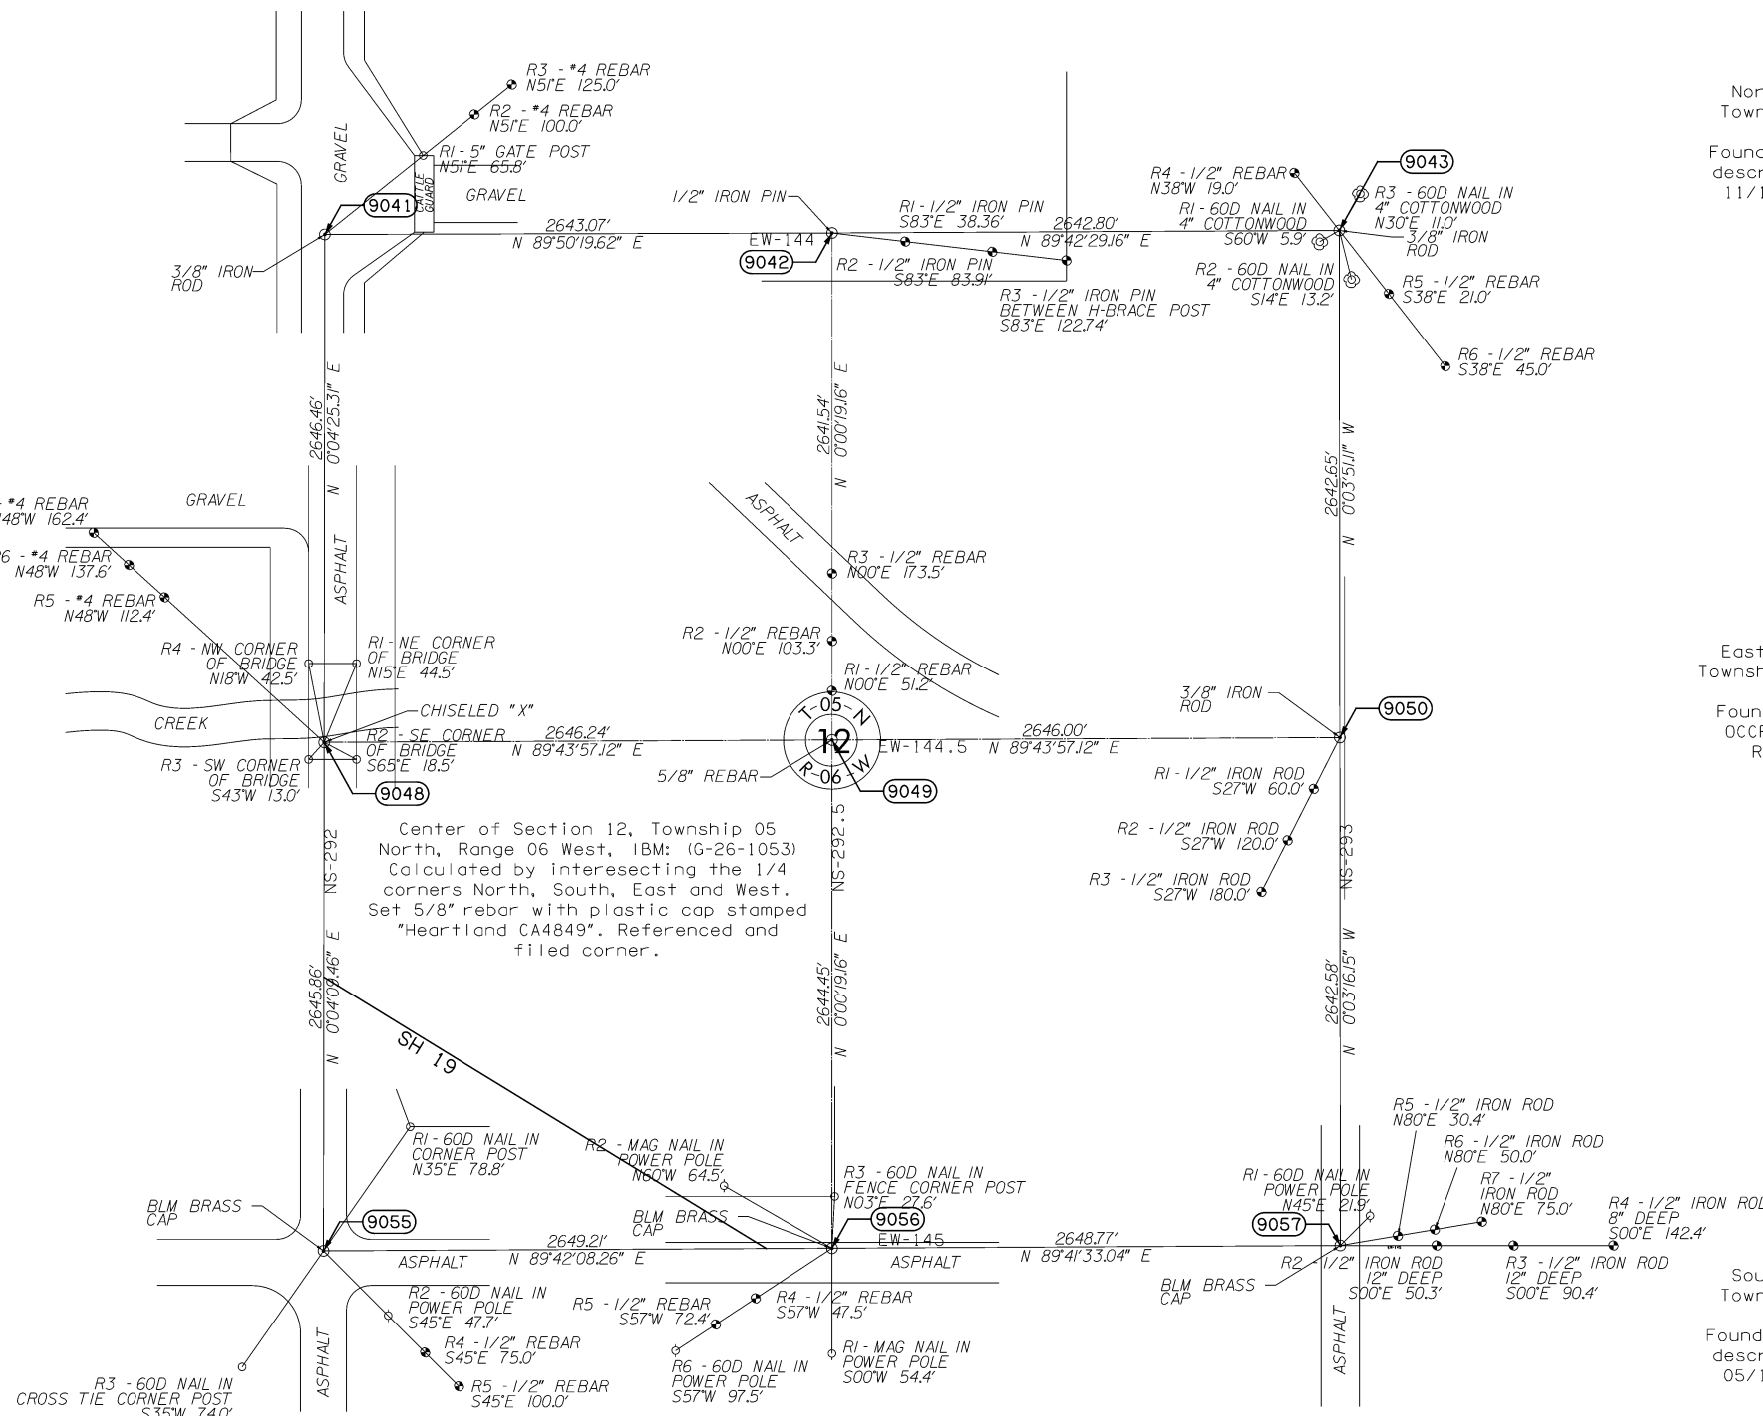 R3 - #4 REBAR
N51°E 125.0'
R2 - #4 REBAR
N51°E 100.0'
R1 - 5" GATE POST
N51°E 65.8'
GRAVEL
CATTLE
GUARD
GRAVEL
9041
3/8" IRON
ROD
2643.07'
N 89°50'19.62" E
1/2" IRON PIN
EW-144
9042
R1 - 1/2" IRON PIN
S83°E 38.36'
R2 - 1/2" IRON PIN
S83°E 83.91'
R3 - 1/2" IRON PIN
BETWEEN H-BRACE POST
S83°E 122.74'
2642.80'
N 89°42'29.16" E
R4 - 1/2" REBAR
N38°W 19.0'
R1 - 60D NAIL IN
4" COTTONWOOD
S60°W 5.9'
R2 - 60D NAIL IN
4" COTTONWOOD
S14°E 13.2'
9043
R3 - 60D NAIL IN
4" COTTONWOOD
N30°E 11.0'
3/8" IRON
ROD
R5 - 1/2" REBAR
S38°E 21.0'
R6 - 1/2" REBAR
S38°E 45.0'
Town
Found
descr
11/1
2646.46'
N 0°04'25.31" E
2641.54'
N 0°00'19.16" E
2642.65'
N 0°03'51.11" W
#4 REBAR
48°W 162.4'
GRAVEL
6 - #4 REBAR
N48°W 137.6'
R5 - #4 REBAR
N48°W 112.4'
ASPHALT
R4 - NW CORNER
OF BRIDGE
N18°W 42.5'
R1 - NE CORNER
OF BRIDGE
N15°E 44.5'
CREEK
CHISELED "X"
R2 - SE CORNER
OF BRIDGE
S65°E 18.5'
R3 - SW CORNER
OF BRIDGE
S43°W 13.0'
9048
2646.24'
N 89°43'57.12" E
ASPHALT
R3 - 1/2" REBAR
N00°E 173.5'
R2 - 1/2" REBAR
N00°E 103.3'
R1 - 1/2" REBAR
N00°E 51.2'
T-05-N
12
R-06-W
EW-144.5
5/8" REBAR
9049
2646.00'
N 89°43'57.12" E
3/8" IRON
ROD
9050
R1 - 1/2" IRON ROD
S27°W 60.0'
R2 - 1/2" IRON ROD
S27°W 120.0'
R3 - 1/2" IRON ROD
S27°W 180.0'
East
Townsh
Foun
OCCF
R
Center of Section 12, Township 05
North, Range 06 West, IBM: (G-26-1053)
Calculated by interesecting the 1/4
corners North, South, East and West.
Set 5/8" rebar with plastic cap stamped
"Heartland CA4849". Referenced and
filed corner.
NS-292
NS-292.5
NS-293
2645.86'
N 0°04'09.46" E
2644.45'
N 0°00'19.16" E
2642.58'
N 0°03'16.15" W
SH 19
R1 - 60D NAIL IN
CORNER POST
N35°E 78.8'
BLM BRASS
CAP
9055
2649.21'
N 89°42'08.26" E
ASPHALT
R2 - 60D NAIL IN
POWER POLE
S45°E 47.7'
R4 - 1/2" REBAR
S45°E 75.0'
R5 - 1/2" REBAR
S45°E 100.0'
R3 - 60D NAIL IN
CROSS TIE CORNER POST
S35°W 74.0'
ASPHALT
R2 - MAG NAIL IN
POWER POLE
N60°W 64.5'
BLM BRASS
CAP
R3 - 60D NAIL IN
FENCE CORNER POST
N03°E 27.6'
9056
EW-145
ASPHALT
R5 - 1/2" REBAR
S57°W 72.4'
R4 - 1/2" REBAR
S57°W 47.5'
R6 - 60D NAIL IN
POWER POLE
S57°W 97.5'
R1 - MAG NAIL IN
POWER POLE
S00°W 54.4'
2648.77'
N 89°41'33.04" E
R5 - 1/2" IRON ROD
N80°E 30.4'
R6 - 1/2" IRON ROD
N80°E 50.0'
R7 - 1/2"
IRON ROD
N80°E 75.0'
R1 - 60D NAIL IN
POWER POLE
N45°E 21.9'
9057
R4 - 1/2" IRON ROD
8" DEEP
S00°E 142.4'
R2 - 1/2" IRON ROD
12" DEEP
S00°E 50.3'
R3 - 1/2" IRON ROD
12" DEEP
S00°E 90.4'
BLM BRASS
CAP
ASPHALT
Sou
Town
Found
descr
05/1